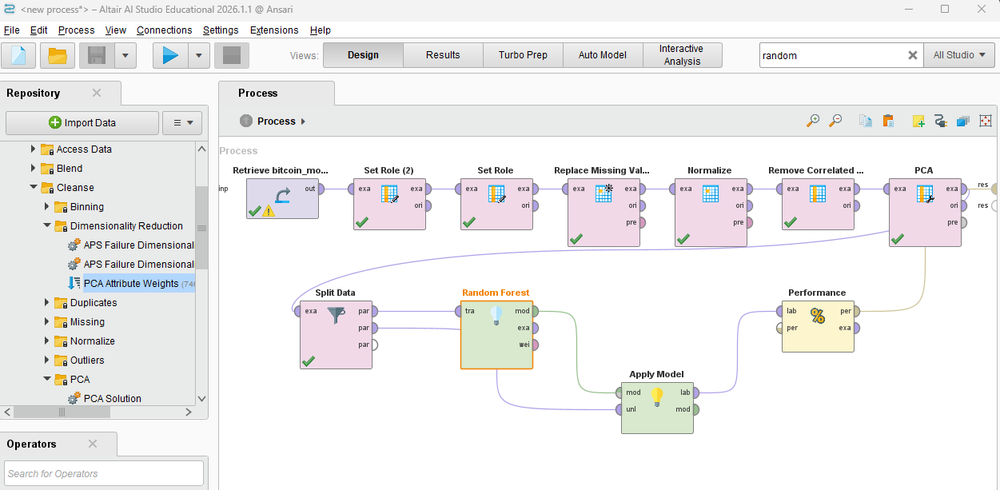 <new process*> – Altair AI Studio Educational 2026.1.1 @ Ansari
File Edit Process View Connections Settings Extensions Help
Views: Design Results Turbo Prep Auto Model Interactive Analysis random All Studio
Repository
Import Data
Access Data
Blend
Cleanse
Binning
Dimensionality Reduction
APS Failure Dimensional
APS Failure Dimensional
PCA Attribute Weights (746
Duplicates
Missing
Normalize
Outliers
PCA
PCA Solution
Operators
Search for Operators
Process
Process
Process
Retrieve bitcoin_mo... Set Role (2) Set Role Replace Missing Val... Normalize Remove Correlated ... PCA
inp out exa exa exa exa exa exa exa exa exa exa exa exa res
ori ori ori ori ori ori res
pre pre pre
Split Data Random Forest Performance
exa par tra mod lab per
par exa per exa
par wei
Apply Model
mod lab
unl mod